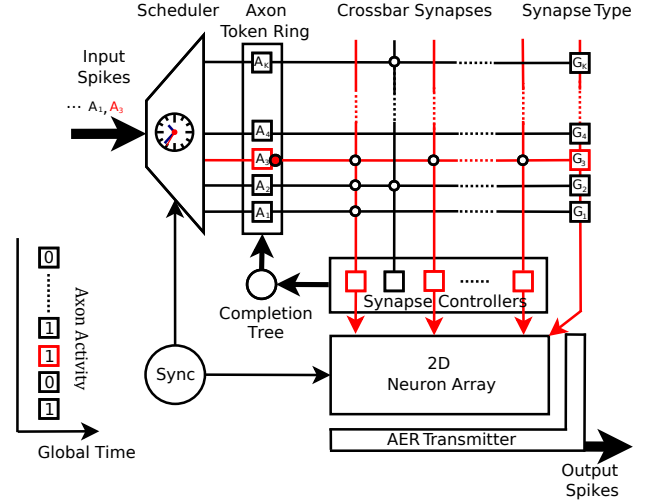 Scheduler
Axon
Token Ring
Crossbar Synapses
Synapse Type
Input
Spikes
... A1, A3
AK
A4
A3
A2
A1
GK
G4
G3
G2
G1
Synapse Controllers
Completion
Tree
0
1
1
0
1
Axon Activity
Global Time
Sync
2D
Neuron Array
AER Transmitter
Output
Spikes